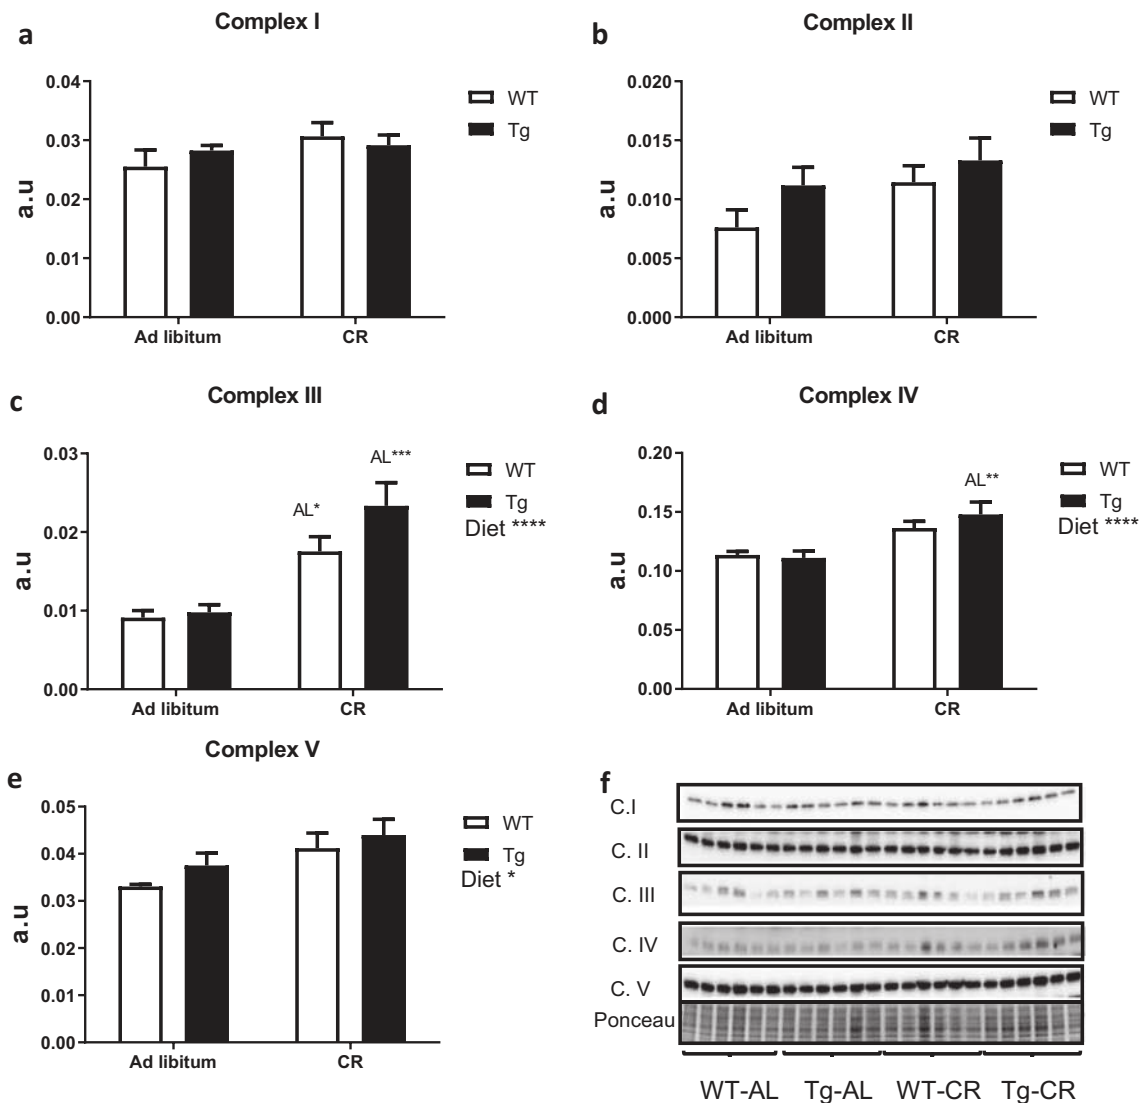 a
Complex I
0.04
0.03
0.02
0.01
0.00
a.u
Ad libitum
CR
WT
Tg
b
Complex II
0.020
0.015
0.010
0.005
0.000
a.u
Ad libitum
CR
WT
Tg
c
Complex III
0.03
0.02
0.01
0.00
a.u
AL*
AL***
Ad libitum
CR
WT
Tg
Diet ****
d
Complex IV
0.20
0.15
0.10
0.05
0.00
a.u
AL**
Ad libitum
CR
WT
Tg
Diet ****
e
Complex V
0.05
0.04
0.03
0.02
0.01
0.00
a.u
Ad libitum
CR
WT
Tg
Diet *
f
C.I
C. II
C. III
C. IV
C. V
Ponceau
WT-AL Tg-AL WT-CR Tg-CR